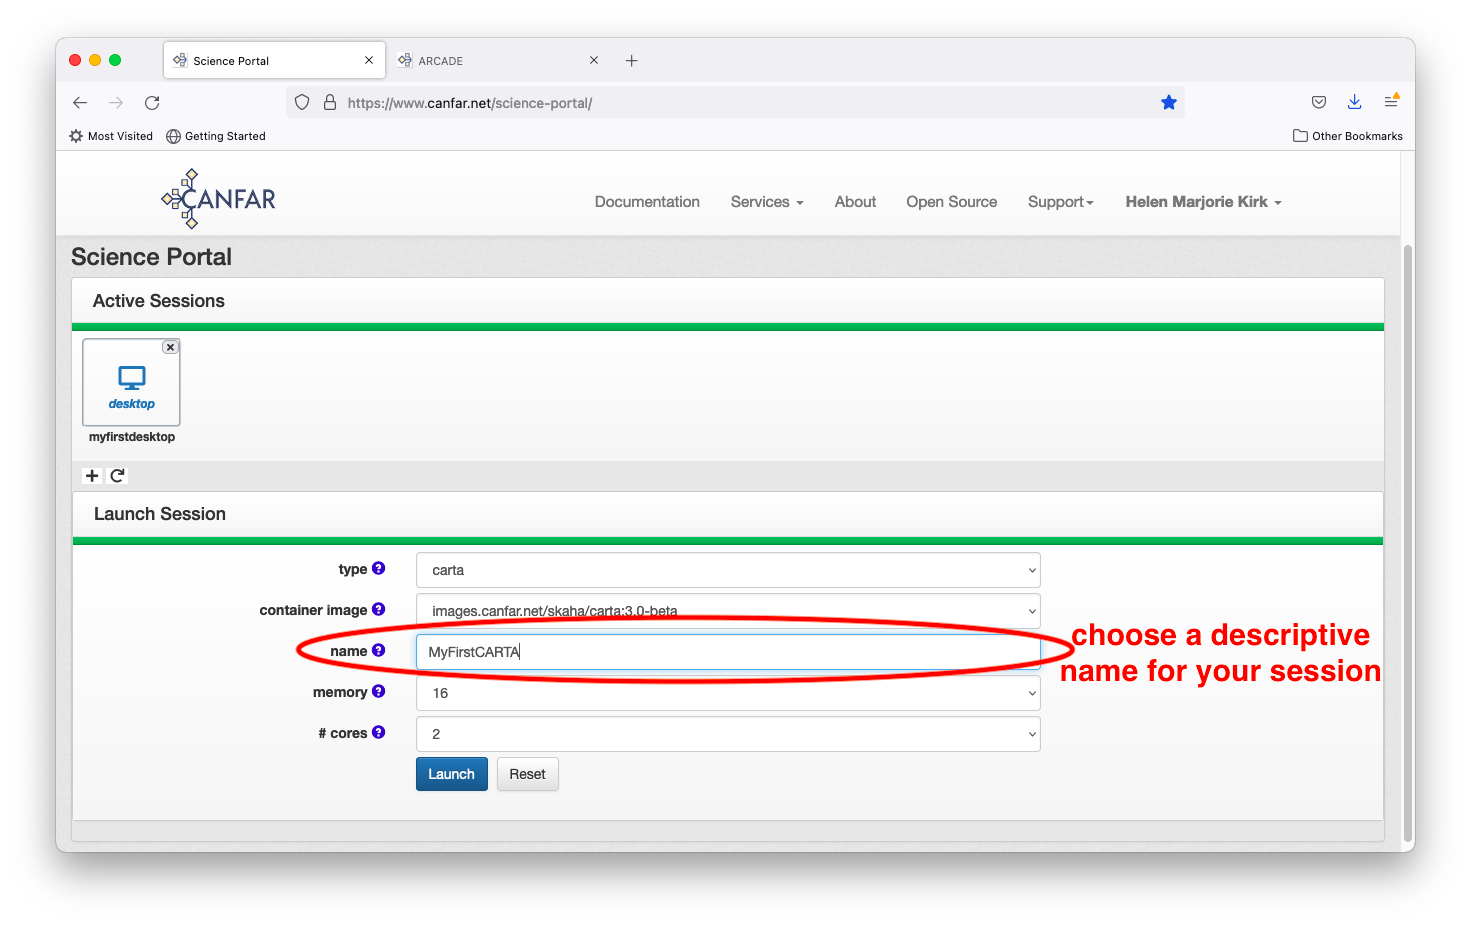 Science Portal
ARCADE
https://www.canfar.net/science-portal/
Most Visited
Getting Started
Other Bookmarks
CANFAR
Documentation
Services
About
Open Source
Support
Helen Marjorie Kirk
Science Portal
Active Sessions
desktop
myfirstdesktop
Launch Session
type
carta
container image
images.canfar.net/skaha/carta:3.0-beta
name
MyFirstCARTA
choose a descriptive
name for your session
memory
16
# cores
2
Launch
Reset